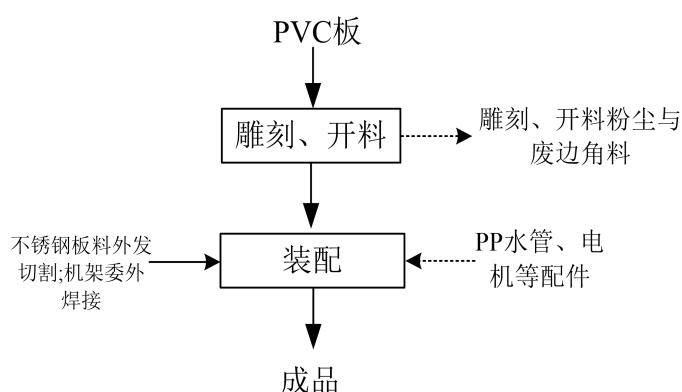 PVC板
雕刻、开料
雕刻、开料粉尘与
废边角料
不锈钢板料外发
切割;机架委外
焊接
装配
PP水管、电
机等配件
成品